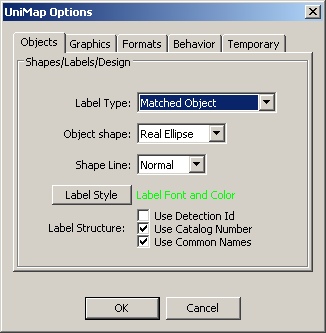 UniMap Options
Objects Graphics Formats Behavior Temporary
Shapes/Labels/Design
Label Type: Matched Object
Object shape: Real Ellipse
Shape Line: Normal
Label Style Label Font and Color
Use Detection Id
Label Structure: Use Catalog Number
Use Common Names
OK Cancel